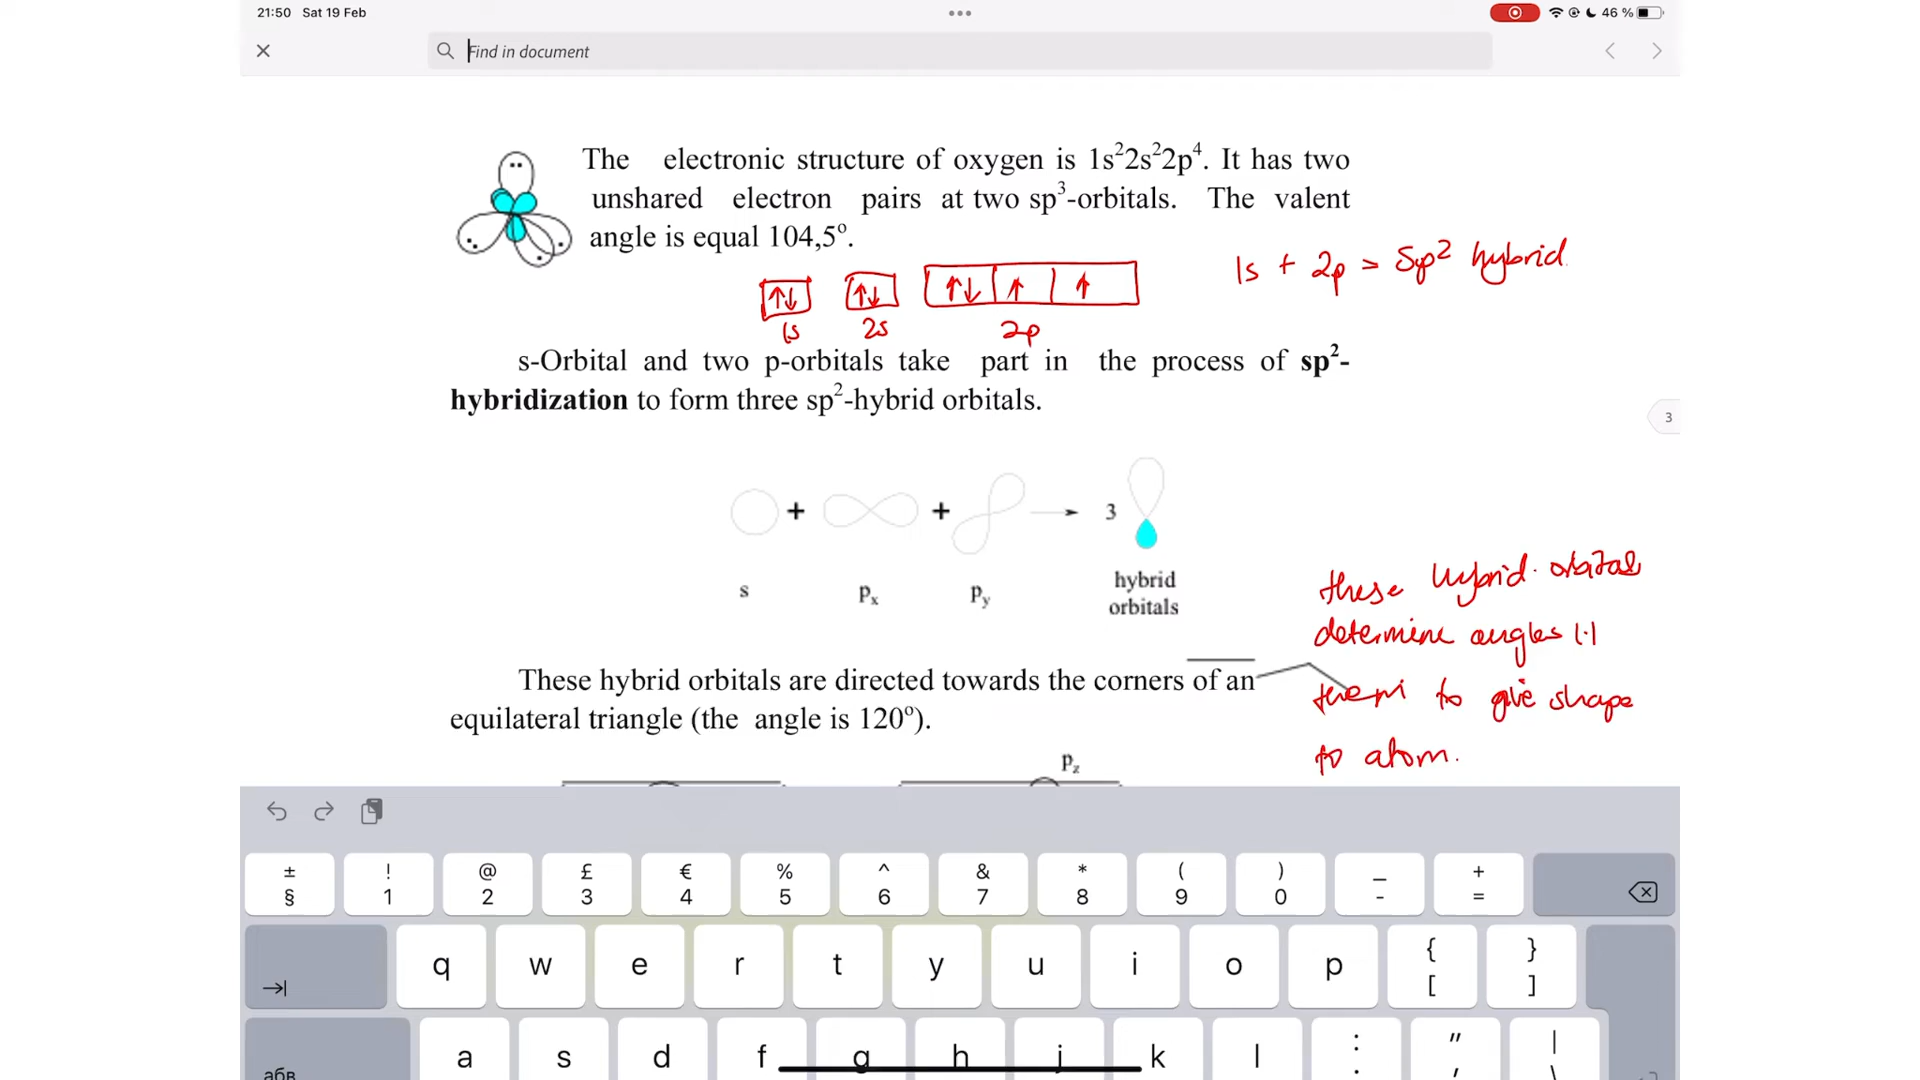 21:50 Sat 19 Feb
46 %
Find in document
The electronic structure of oxygen is 1s²2s²2p⁴. It has two
unshared electron pairs at two sp³-orbitals. The valent
angle is equal 104,5º.
1s + 2p = sp² hybrid.
1s 2s 2p
s-Orbital and two p-orbitals take part in the process of sp²-
hybridization to form three sp²-hybrid orbitals.
3
+ + 3
s pₓ p_y hybrid
orbitals
these hybrid orbital
determine angles
them to give shape
to atom.
These hybrid orbitals are directed towards the corners of an
equilateral triangle (the angle is 120º).
p_z
± ! @ £ € % ^ & * ( ) _ +
§ 1 2 3 4 5 6 7 8 9 0 - =
q w e r t y u i o p { }
[ ]
a s d f g h j k l : " |
абв ' \